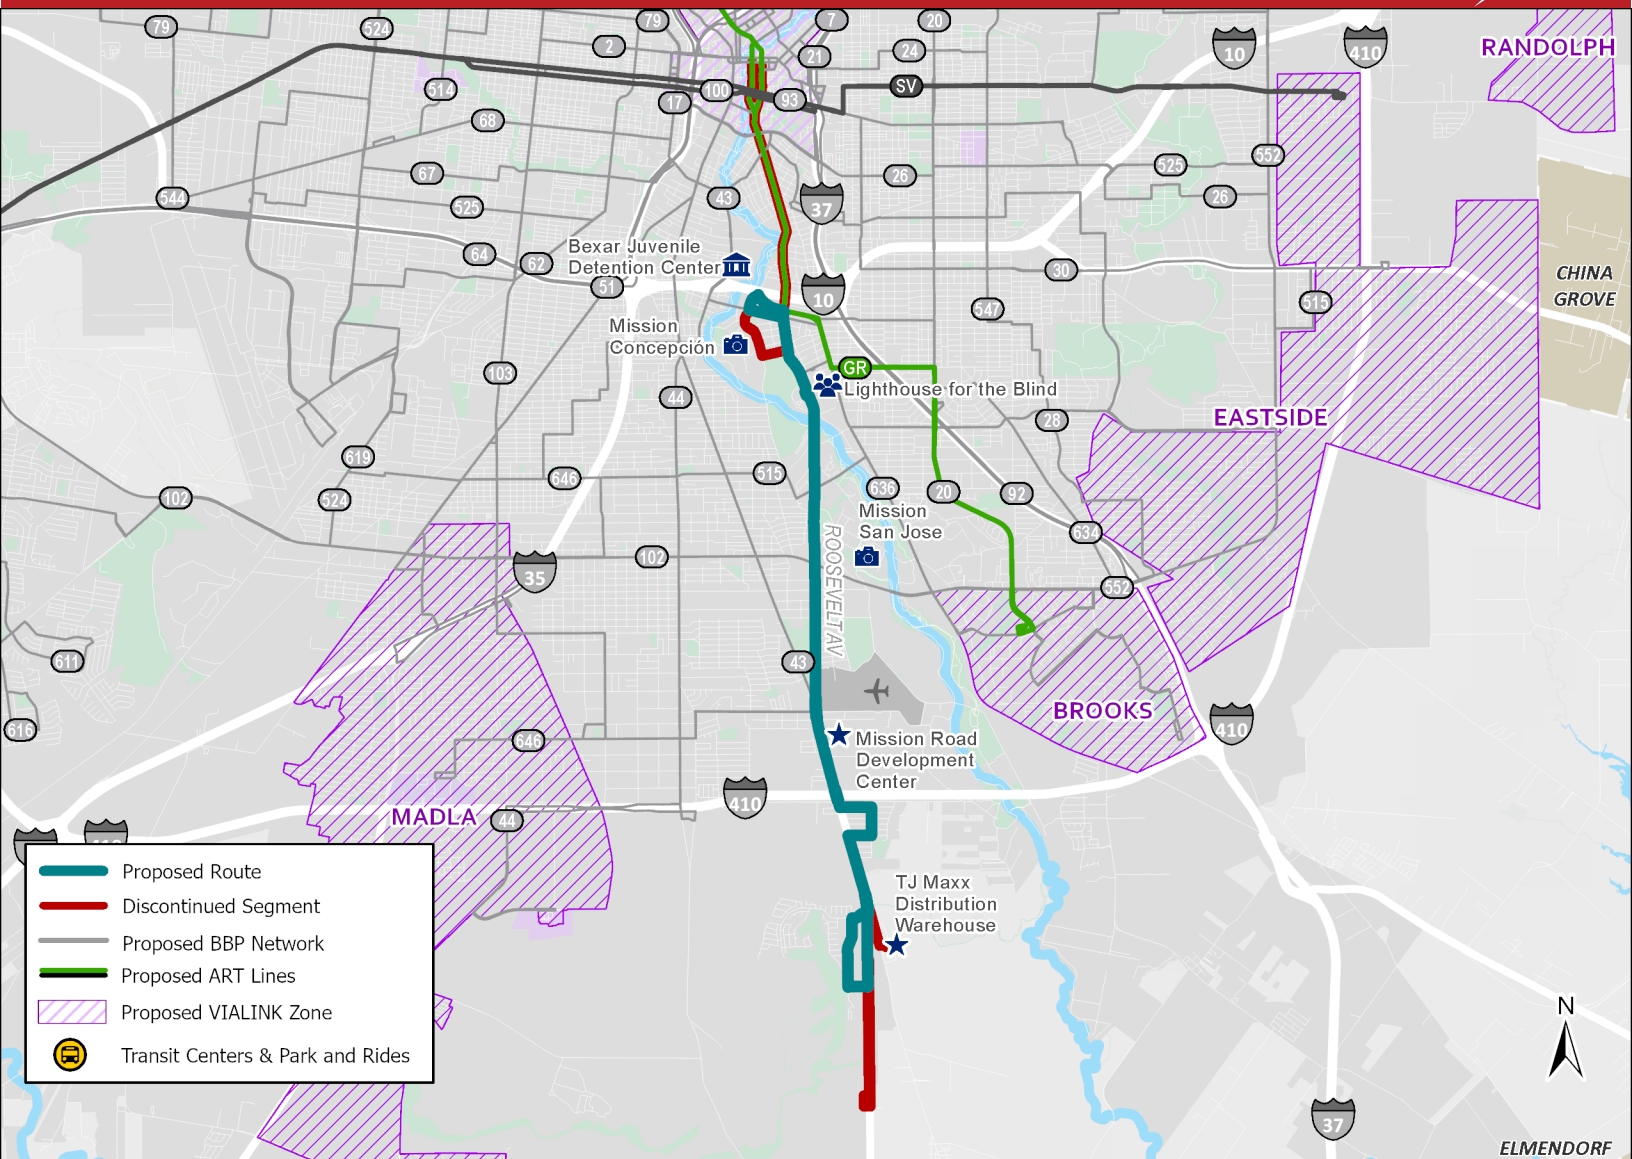 79
524
79
7
20
2
24
21
10
410
RANDOLPH
514
17
100
93
SV
68
67
525
43
26
525
552
26
544
37
64
62
51
Bexar Juvenile
Detention Center
10
30
547
515
CHINA
GROVE
Mission
Concepción
GR
Lighthouse for the Blind
103
44
28
EASTSIDE
619
646
515
636
20
92
102
524
Mission
San Jose
634
ROOSEVELT AV
35
102
552
611
43
616
646
BROOKS
410
Mission Road
Development
Center
410
MADLA
44
TJ Maxx
Distribution
Warehouse
Proposed Route
Discontinued Segment
Proposed BBP Network
Proposed ART Lines
Proposed VIALINK Zone
Transit Centers & Park and Rides
N
37
ELMENDORF